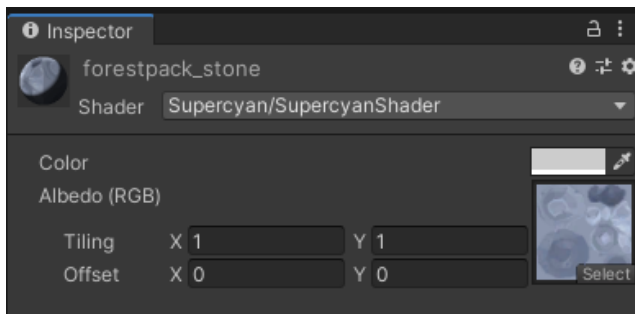 Inspector
forestpack_stone
Shader Supercyan/SupercyanShader
Color
Albedo (RGB)
Tiling X 1 Y 1
Offset X 0 Y 0
Select